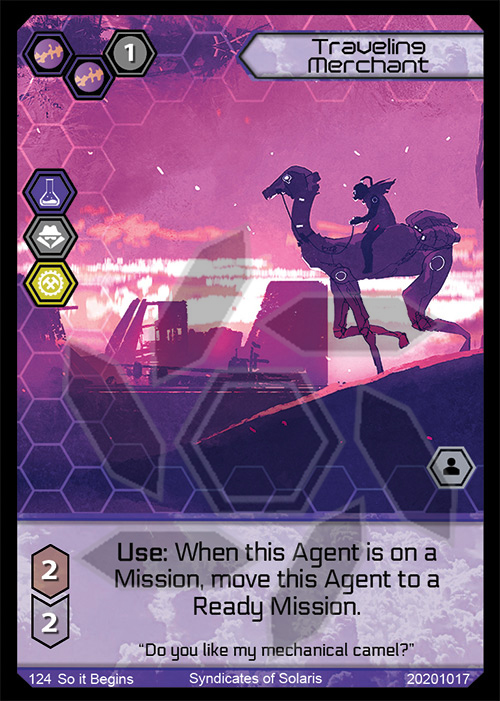 1
Traveling
Merchant
2
2
Use: When this Agent is on a
Mission, move this Agent to a
Ready Mission.
“Do you like my mechanical camel?”
124 So it Begins Syndicates of Solaris 20201017